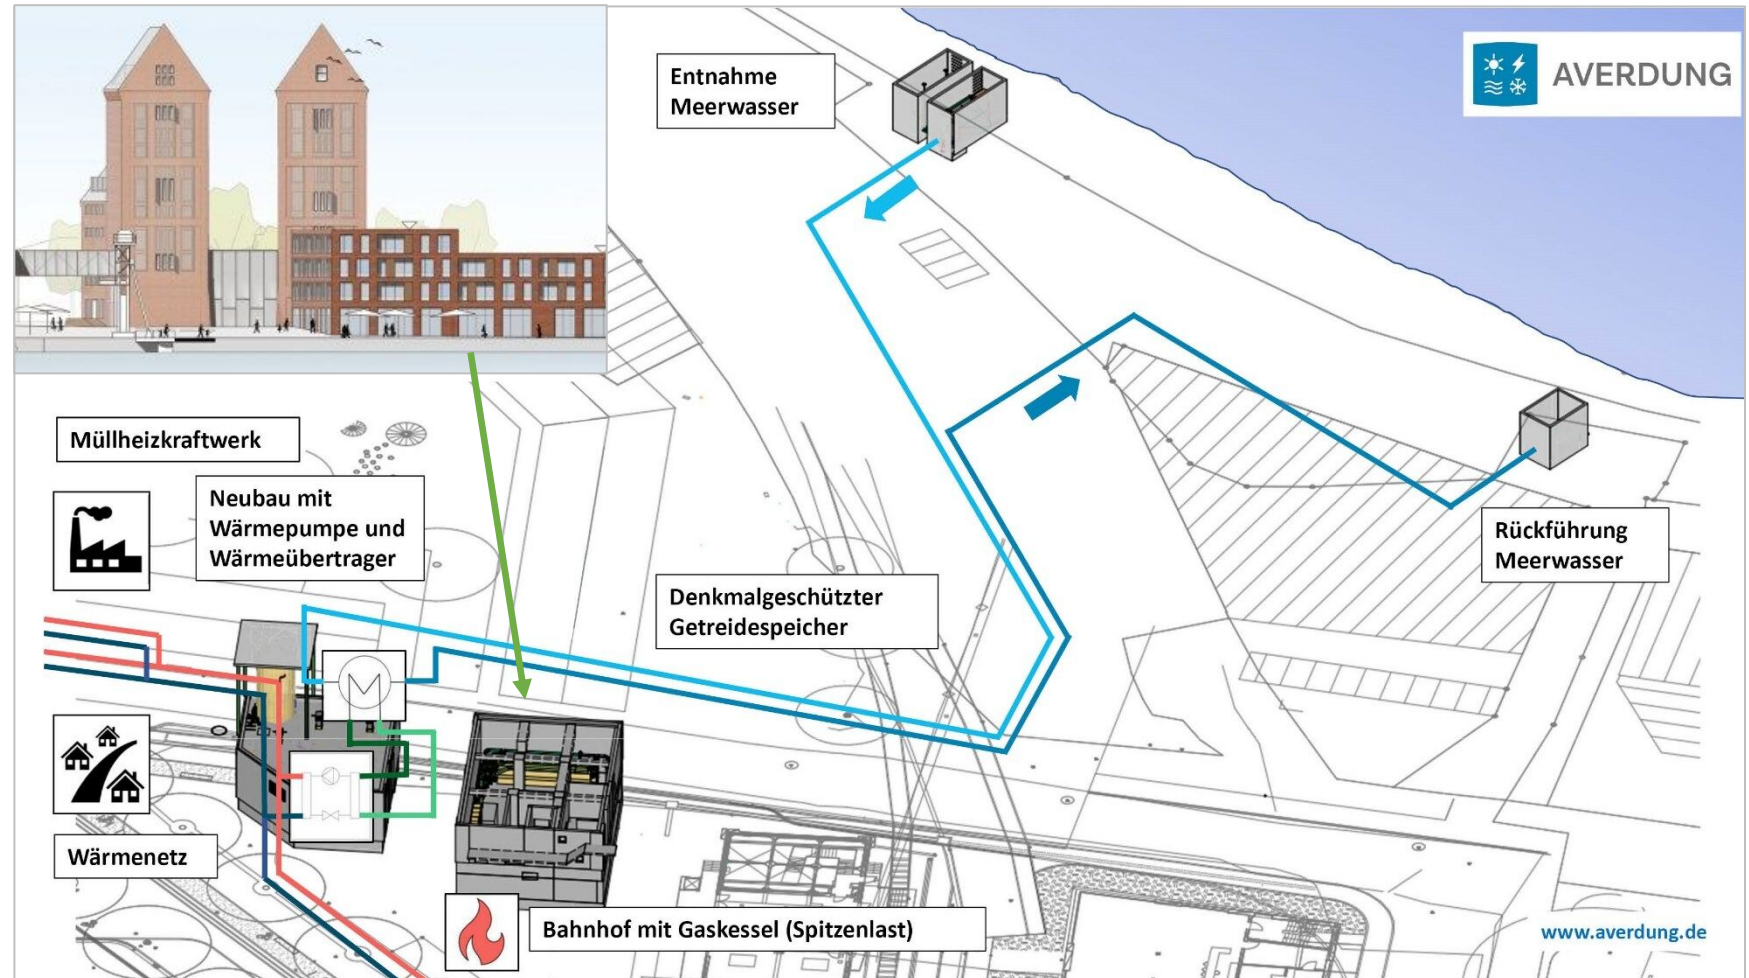 Entnahme
Meerwasser
AVERDUNG
Müllheizkraftwerk
Neubau mit
Wärmepumpe und
Wärmeübertrager
Rückführung
Meerwasser
Denkmalgeschützter
Getreidespeicher
Wärmenetz
Bahnhof mit Gaskessel (Spitzenlast)
www.averdung.de